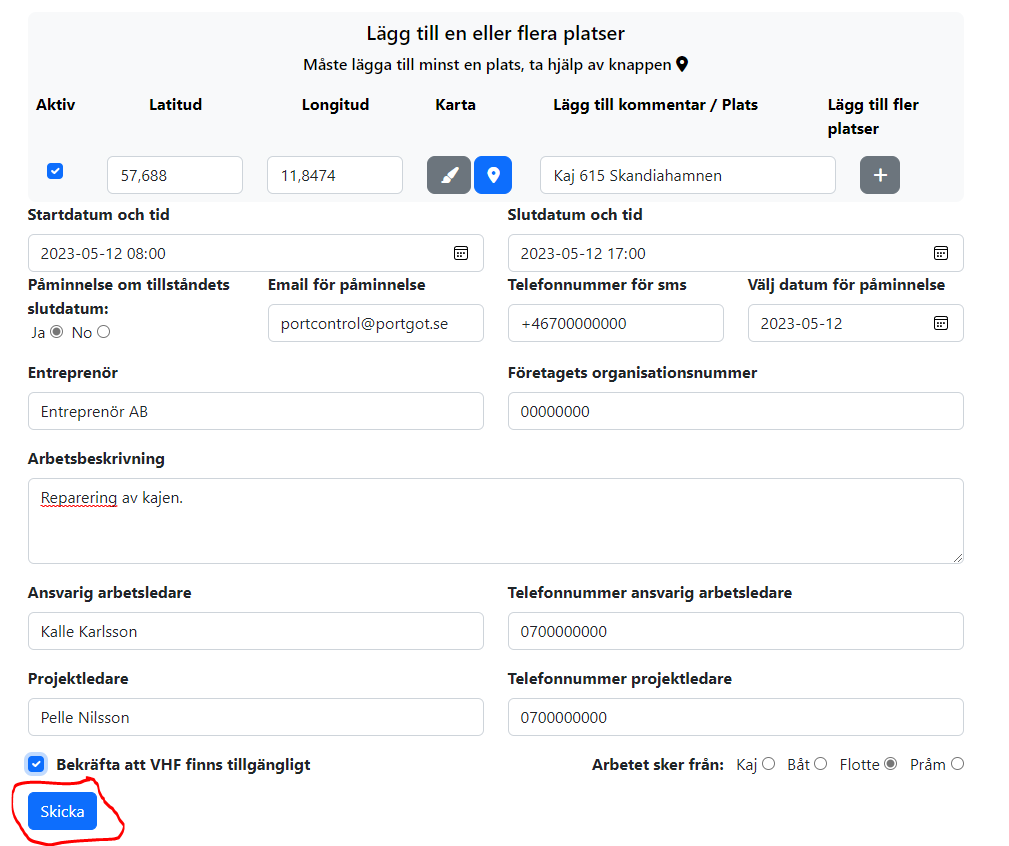 Lägg till en eller flera platser
Måste lägga till minst en plats, ta hjälp av knappen
Aktiv Latitud Longitud Karta Lägg till kommentar / Plats Lägg till fler
platser
57,688 11,8474 Kaj 615 Skandiahamnen
Startdatum och tid Slutdatum och tid
2023-05-12 08:00 2023-05-12 17:00
Påminnelse om tillståndets Email för påminnelse Telefonnummer för sms Välj datum för påminnelse
slutdatum:
Ja No portcontrol@portgot.se +46700000000 2023-05-12
Entreprenör Företagets organisationsnummer
Entreprenör AB 00000000
Arbetsbeskrivning
Reparering av kajen.
Ansvarig arbetsledare Telefonnummer ansvarig arbetsledare
Kalle Karlsson 0700000000
Projektledare Telefonnummer projektledare
Pelle Nilsson 0700000000
Bekräfta att VHF finns tillgängligt Arbetet sker från: Kaj Båt Flotte Pråm
Skicka